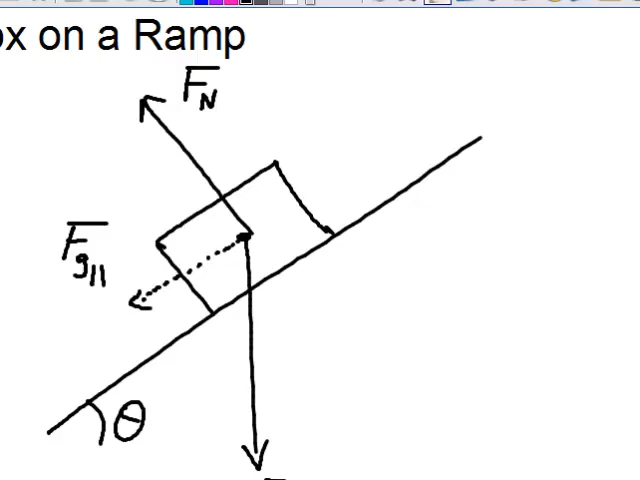 ox on a Ramp
F_N
F_g||
θ